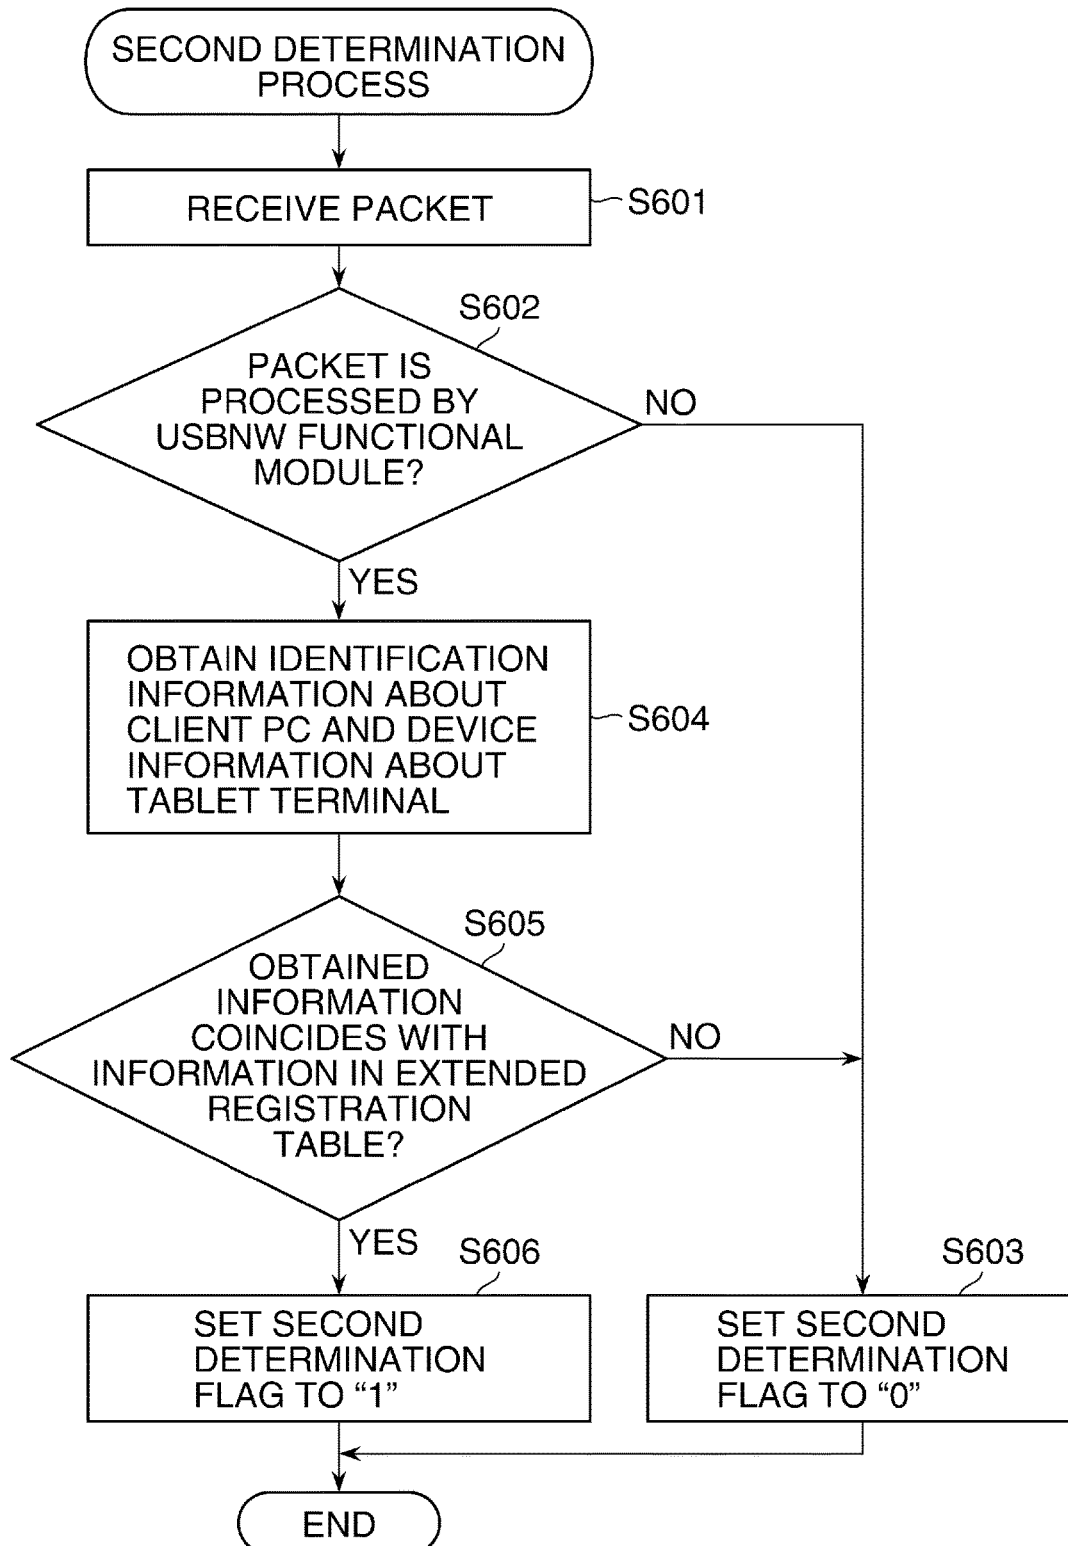 SECOND DETERMINATION
PROCESS
RECEIVE PACKET
S601
S602
PACKET IS
PROCESSED BY
USBNW FUNCTIONAL
MODULE?
NO
YES
OBTAIN IDENTIFICATION
INFORMATION ABOUT
CLIENT PC AND DEVICE
INFORMATION ABOUT
TABLET TERMINAL
S604
S605
OBTAINED
INFORMATION
COINCIDES WITH
INFORMATION IN EXTENDED
REGISTRATION
TABLE?
NO
YES
S606
SET SECOND
DETERMINATION
FLAG TO “1”
S603
SET SECOND
DETERMINATION
FLAG TO “0”
END